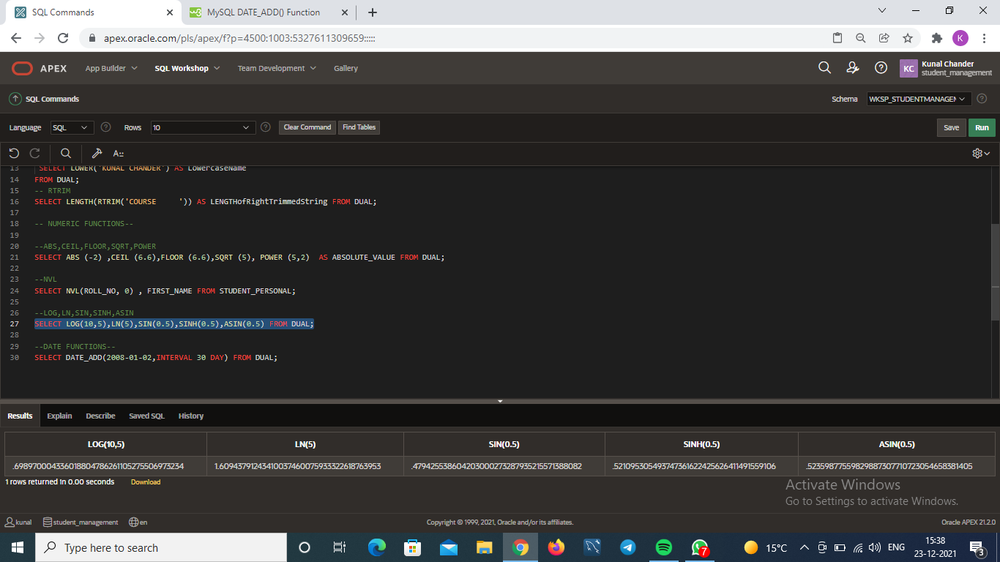 SQL Commands
MySQL DATE_ADD() Function
apex.oracle.com/pls/apex/f?p=4500:1003:5327611309659:::::
K
APEX
App Builder
SQL Workshop
Team Development
Gallery
KC
Kunal Chander
student_management
SQL Commands
Schema
WKSP_STUDENTMANAGEN
Language
SQL
Rows
10
Clear Command
Find Tables
Save
Run
A::
13 SELECT LOWER('KUNAL CHANDER') AS LowercaseName
14 FROM DUAL;
15 -- RTRIM
16 SELECT LENGTH(RTRIM('COURSE     ')) AS LENGTHofRightTrimmedString FROM DUAL;
17
18 -- NUMERIC FUNCTIONS--
19
20 --ABS,CEIL,FLOOR,SQRT,POWER
21 SELECT ABS (-2) ,CEIL (6.6),FLOOR (6.6),SQRT (5), POWER (5,2)  AS ABSOLUTE_VALUE FROM DUAL;
22
23 --NVL
24 SELECT NVL(ROLL_NO, 0) , FIRST_NAME FROM STUDENT_PERSONAL;
25
26 --LOG,LN,SIN,SINH,ASIN
27 SELECT LOG(10,5),LN(5),SIN(0.5),SINH(0.5),ASIN(0.5) FROM DUAL;
28
29 --DATE FUNCTIONS--
30 SELECT DATE_ADD(2008-01-02,INTERVAL 30 DAY) FROM DUAL;
Results
Explain
Describe
Saved SQL
History
LOG(10,5) LN(5) SIN(0.5) SINH(0.5) ASIN(0.5)
.698970004336018804786261105275506973234 1.60943791243410037460075933322618763953 .479425538604203000273287935215571388082 .521095305493747361622425626411491559106 .523598775598298873077107230546583814​05
1 rows returned in 0.00 seconds
Download
Activate Windows
Go to Settings to activate Windows.
kunal
student_management
en
Copyright © 1999, 2021, Oracle and/or its affiliates.
Oracle APEX 21.2.0
Type here to search
7
15°C
ENG
15:38
23-12-2021
3